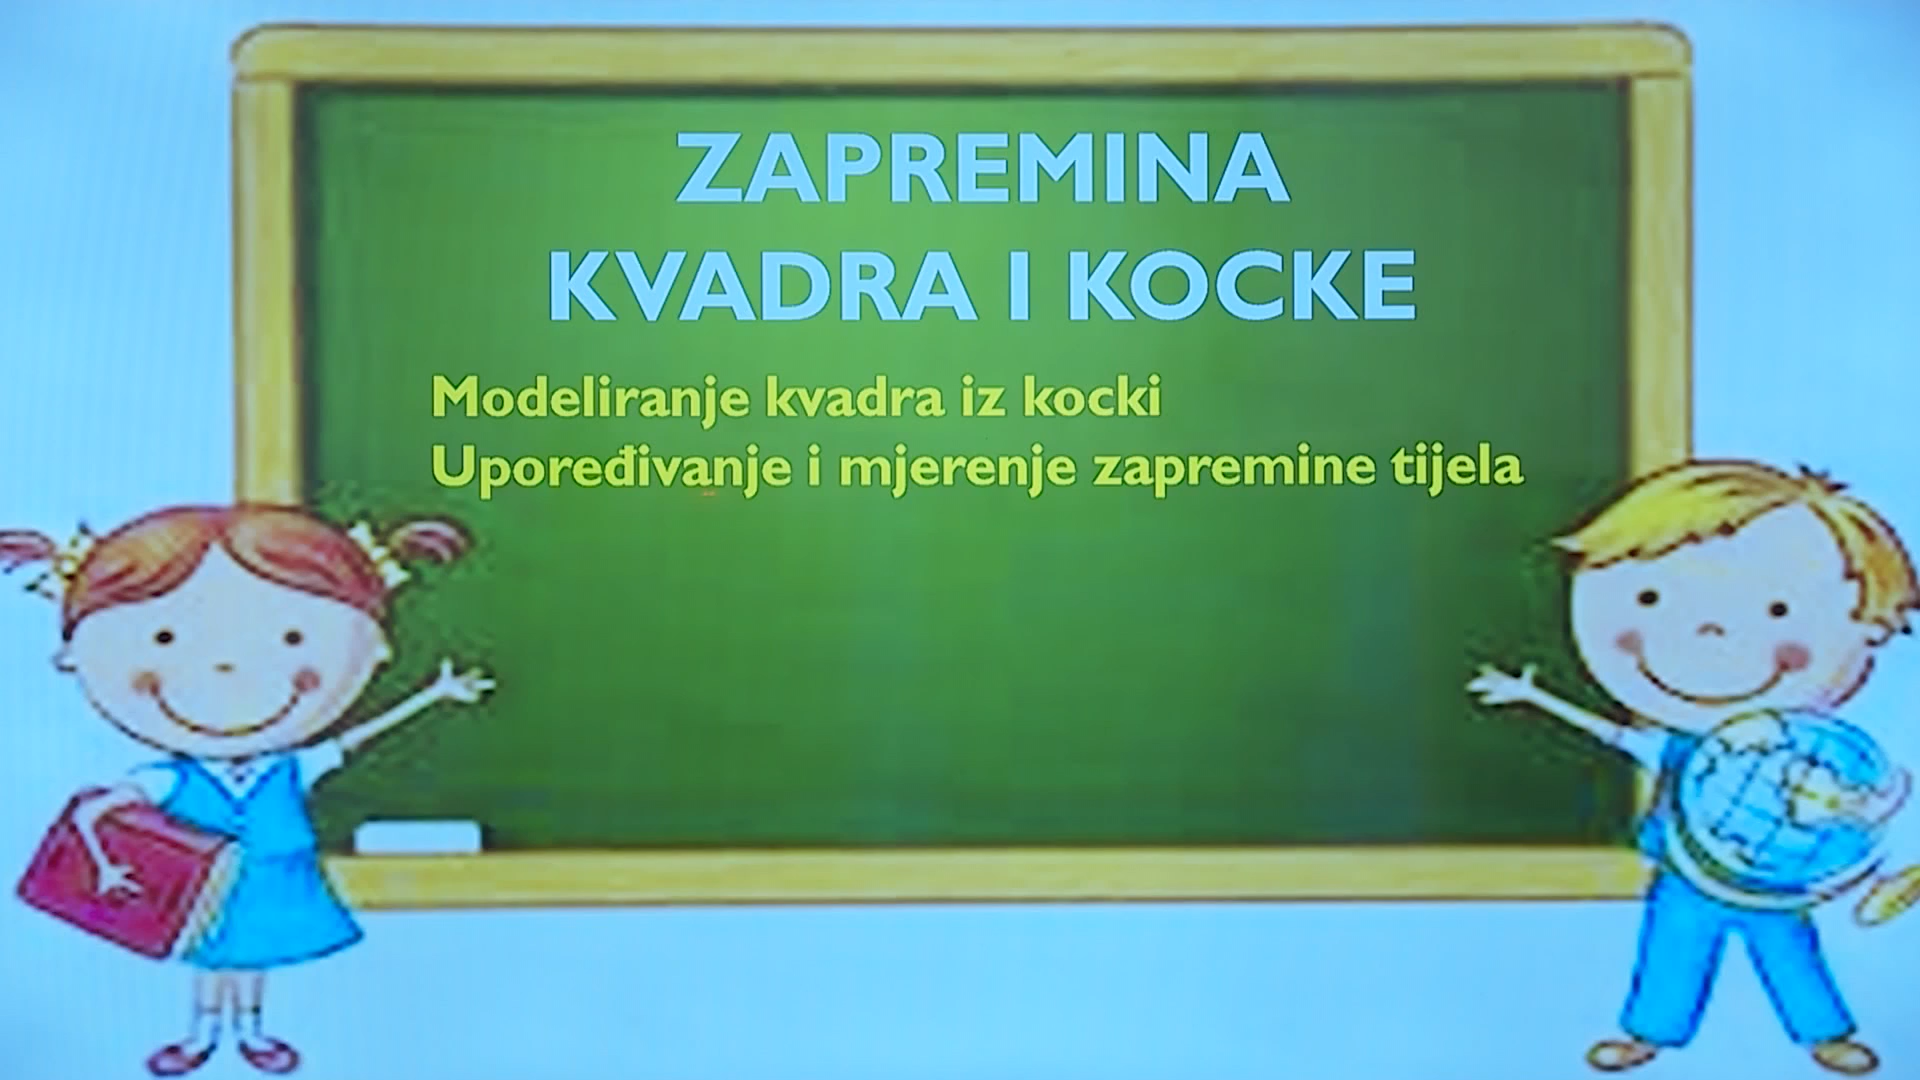 ZAPREMINA
KVADRA I KOCKE
Modeliranje kvadra iz kocki
Upoređivanje i mjerenje zapremine tijela